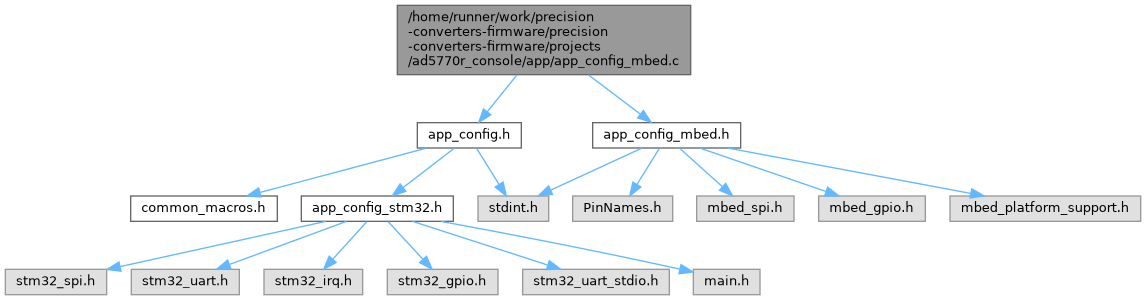 /home/runner/work/precision
-converters-firmware/precision
-converters-firmware/projects
/ad5770r_console/app/app_config_mbed.c
app_config.h
app_config_mbed.h
common_macros.h
app_config_stm32.h
stdint.h
PinNames.h
mbed_spi.h
mbed_gpio.h
mbed_platform_support.h
stm32_spi.h
stm32_uart.h
stm32_irq.h
stm32_gpio.h
stm32_uart_stdio.h
main.h